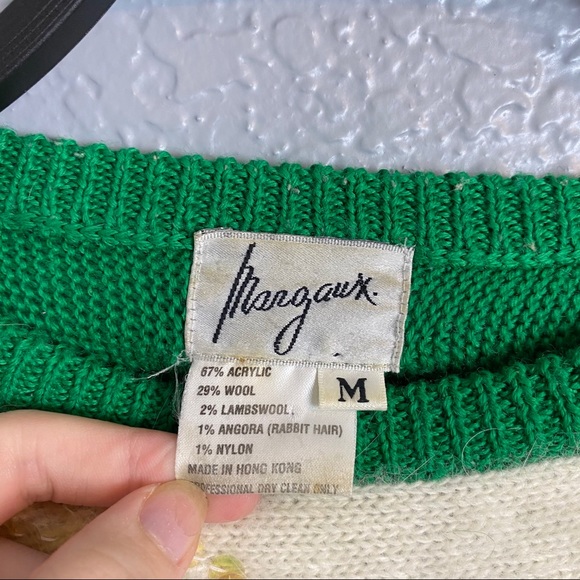 Margaux.
67% ACRYLIC
29% WOOL
2% LAMBSWOOL
1% ANGORA (RABBIT HAIR)
1% NYLON
MADE IN HONG KONG
PROFESSIONAL DRY CLEAN ONLY
M